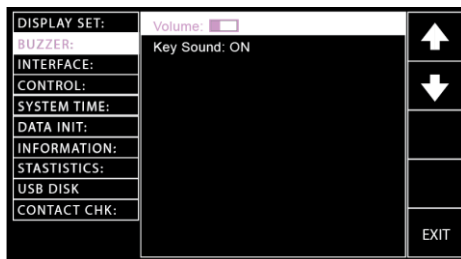 DISPLAY SET:
BUZZER:
INTERFACE:
CONTROL:
SYSTEM TIME:
DATA INIT:
INFORMATION:
STASTISTICS:
USB DISK
CONTACT CHK:
Volume:
Key Sound: ON
EXIT